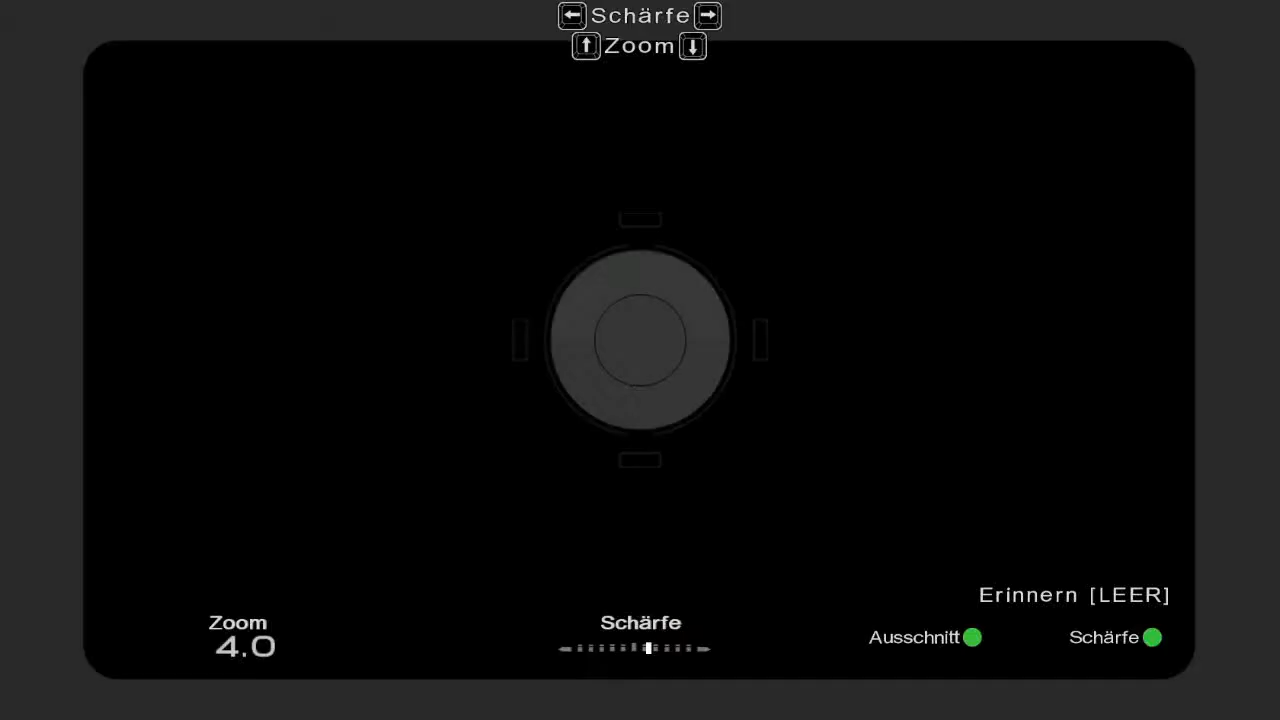 ← Schärfe →
↑ Zoom ↓
Erinnern [LEER]
Zoom
4.0
Schärfe
Ausschnitt
Schärfe